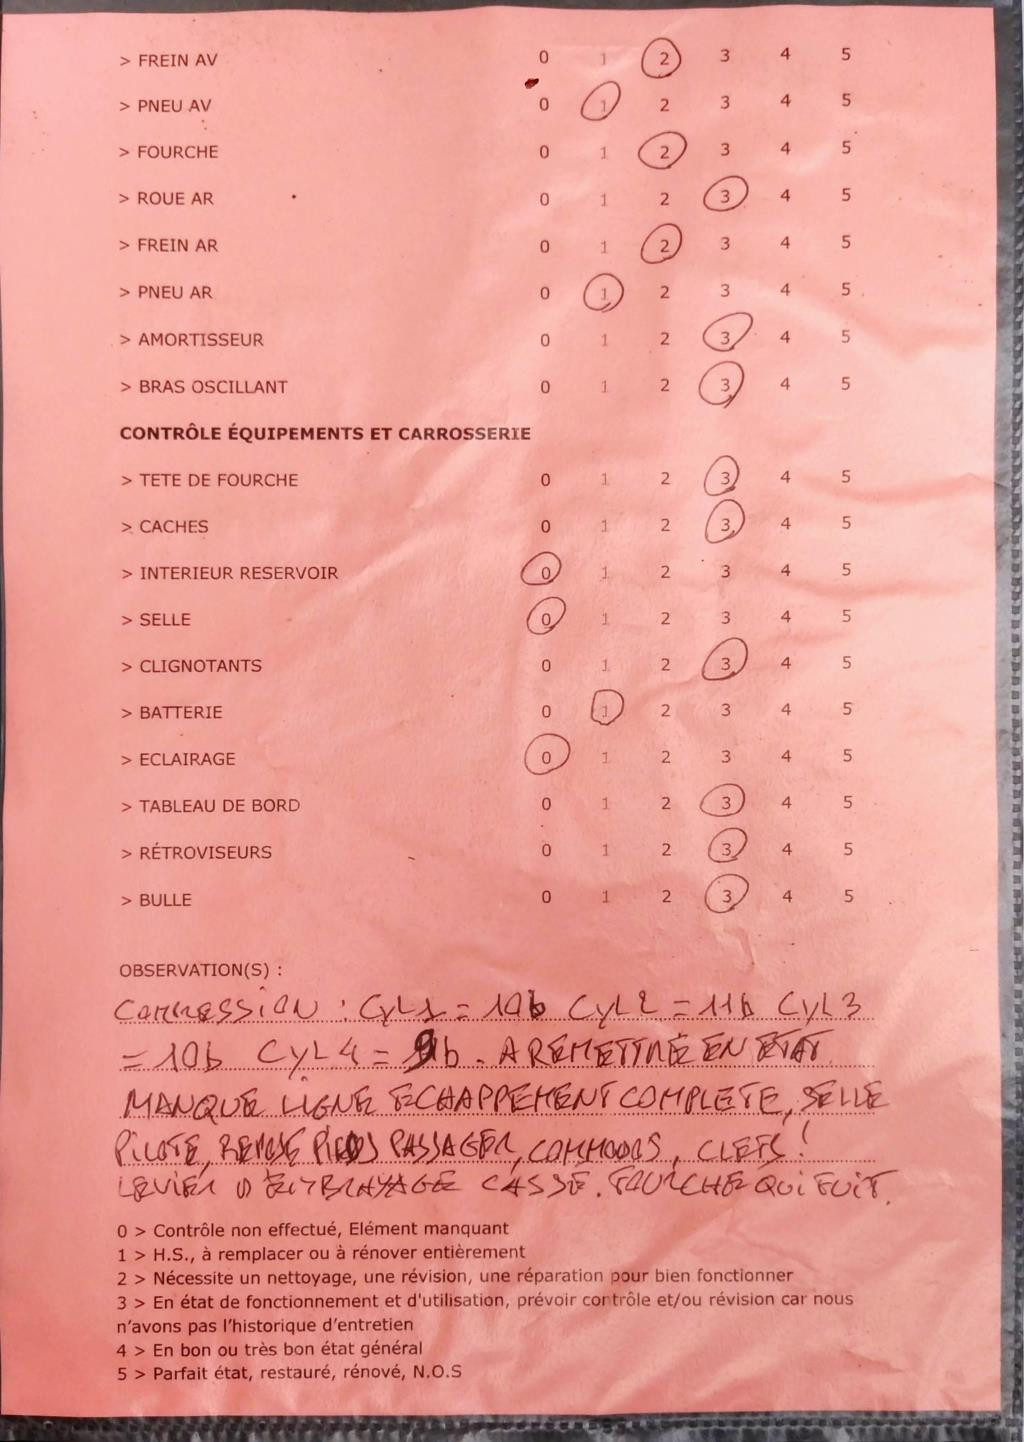 > FREIN AV 0 1 2 3 4 5
> PNEU AV 0 1 2 3 4 5
> FOURCHE 0 1 2 3 4 5
> ROUE AR 0 1 2 3 4 5
> FREIN AR 0 1 2 3 4 5
> PNEU AR 0 1 2 3 4 5
> AMORTISSEUR 0 1 2 3 4 5
> BRAS OSCILLANT 0 1 2 3 4 5
CONTRÔLE ÉQUIPEMENTS ET CARROSSERIE
> TETE DE FOURCHE 0 1 2 3 4 5
> CACHES 0 1 2 3 4 5
> INTERIEUR RESERVOIR 0 1 2 3 4 5
> SELLE 0 1 2 3 4 5
> CLIGNOTANTS 0 1 2 3 4 5
> BATTERIE 0 1 2 3 4 5
> ECLAIRAGE 0 1 2 3 4 5
> TABLEAU DE BORD 0 1 2 3 4 5
> RÉTROVISEURS 0 1 2 3 4 5
> BULLE 0 1 2 3 4 5
OBSERVATION(S) :
COMPRESSION : CYL1 = 10b CYL2 = 11b CYL3
= 10b CYL4 = 9b. A REMETTRE EN ETAT
MANQUE LIGNE ECHAPPEMENT COMPLETE, SELLE
PILOTE, REPOSE PIEDS PASSAGER, COMMODOS, CLEFS !
LEVIER D'EMBRAYAGE CASSE. FOURCHE QUI FUIT.
0 > Contrôle non effectué, Elément manquant
1 > H.S., à remplacer ou à rénover entièrement
2 > Nécessite un nettoyage, une révision, une réparation pour bien fonctionner
3 > En état de fonctionnement et d'utilisation, prévoir contrôle et/ou révision car nous
n'avons pas l'historique d'entretien
4 > En bon ou très bon état général
5 > Parfait état, restauré, rénové, N.O.S